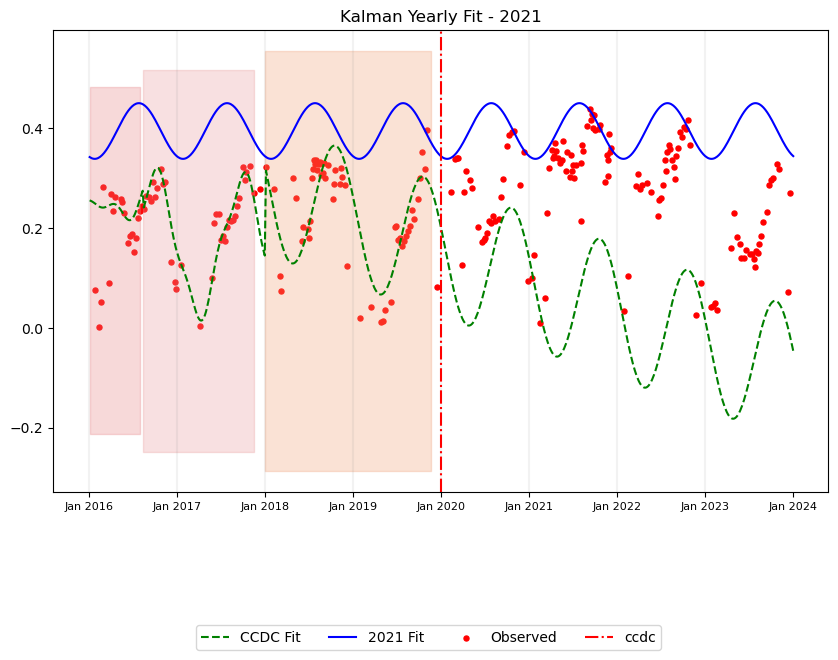 Kalman Yearly Fit - 2021
0.4
0.2
0.0
−0.2
Jan 2016 Jan 2017 Jan 2018 Jan 2019 Jan 2020 Jan 2021 Jan 2022 Jan 2023 Jan 2024
CCDC Fit 2021 Fit Observed ccdc